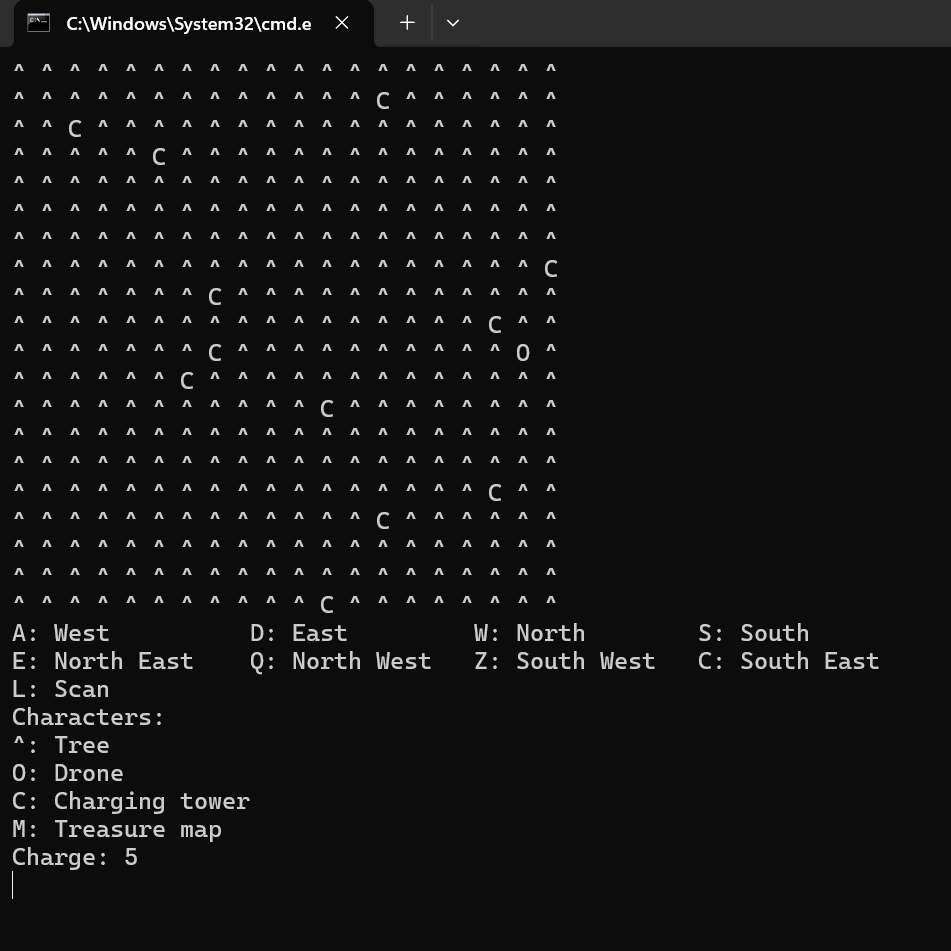 C:\Windows\System32\cmd.e
^ ^ ^ ^ ^ ^ ^ ^ ^ ^ ^ ^ ^ ^ ^ ^ ^ ^ ^ ^
^ ^ ^ ^ ^ ^ ^ ^ ^ ^ ^ ^ ^ C ^ ^ ^ ^ ^ ^
^ ^ C ^ ^ ^ ^ ^ ^ ^ ^ ^ ^ ^ ^ ^ ^ ^ ^ ^
^ ^ ^ ^ ^ C ^ ^ ^ ^ ^ ^ ^ ^ ^ ^ ^ ^ ^ ^
^ ^ ^ ^ ^ ^ ^ ^ ^ ^ ^ ^ ^ ^ ^ ^ ^ ^ ^ ^
^ ^ ^ ^ ^ ^ ^ ^ ^ ^ ^ ^ ^ ^ ^ ^ ^ ^ ^ ^
^ ^ ^ ^ ^ ^ ^ ^ ^ ^ ^ ^ ^ ^ ^ ^ ^ ^ ^ ^
^ ^ ^ ^ ^ ^ ^ ^ ^ ^ ^ ^ ^ ^ ^ ^ ^ ^ ^ C
^ ^ ^ ^ ^ ^ ^ C ^ ^ ^ ^ ^ ^ ^ ^ ^ ^ ^ ^
^ ^ ^ ^ ^ ^ ^ ^ ^ ^ ^ ^ ^ ^ ^ ^ ^ C ^ ^
^ ^ ^ ^ ^ ^ ^ C ^ ^ ^ ^ ^ ^ ^ ^ ^ ^ O ^
^ ^ ^ ^ ^ ^ C ^ ^ ^ ^ ^ ^ ^ ^ ^ ^ ^ ^ ^
^ ^ ^ ^ ^ ^ ^ ^ ^ ^ ^ C ^ ^ ^ ^ ^ ^ ^ ^
^ ^ ^ ^ ^ ^ ^ ^ ^ ^ ^ ^ ^ ^ ^ ^ ^ ^ ^ ^
^ ^ ^ ^ ^ ^ ^ ^ ^ ^ ^ ^ ^ ^ ^ ^ ^ ^ ^ ^
^ ^ ^ ^ ^ ^ ^ ^ ^ ^ ^ ^ ^ ^ ^ ^ ^ C ^ ^
^ ^ ^ ^ ^ ^ ^ ^ ^ ^ ^ ^ ^ C ^ ^ ^ ^ ^ ^
^ ^ ^ ^ ^ ^ ^ ^ ^ ^ ^ ^ ^ ^ ^ ^ ^ ^ ^ ^
^ ^ ^ ^ ^ ^ ^ ^ ^ ^ ^ ^ ^ ^ ^ ^ ^ ^ ^ ^
^ ^ ^ ^ ^ ^ ^ ^ ^ ^ ^ C ^ ^ ^ ^ ^ ^ ^ ^
A: West          D: East         W: North        S: South
E: North East    Q: North West   Z: South West   C: South East
L: Scan
Characters:
^: Tree
O: Drone
C: Charging tower
M: Treasure map
Charge: 5